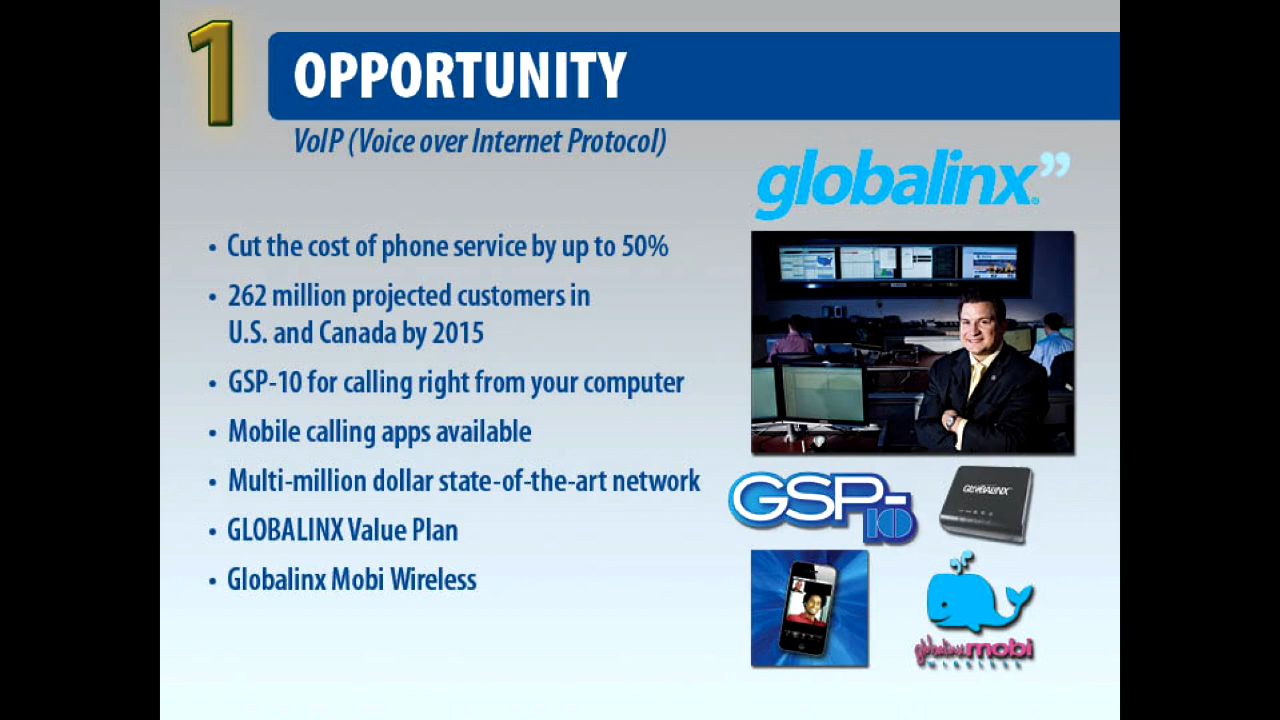 1
OPPORTUNITY
VoIP (Voice over Internet Protocol)
globalinx.”
• Cut the cost of phone service by up to 50%
• 262 million projected customers in
U.S. and Canada by 2015
• GSP-10 for calling right from your computer
• Mobile calling apps available
• Multi-million dollar state-of-the-art network
• GLOBALINX Value Plan
• Globalinx Mobi Wireless
GSP-10
GLOBALINX
globalinx mobi
WIRELESS